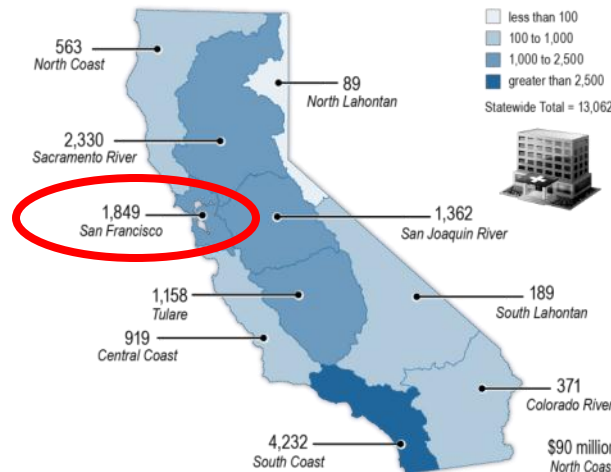 563
North Coast
less than 100
100 to 1,000
1,000 to 2,500
greater than 2,500
Statewide Total = 13,062
89
North Lahontan
2,330
Sacramento River
1,849
San Francisco
1,362
San Joaquin River
1,158
Tulare
189
South Lahontan
919
Central Coast
371
Colorado River
4,232
South Coast
$90 million
North Coast